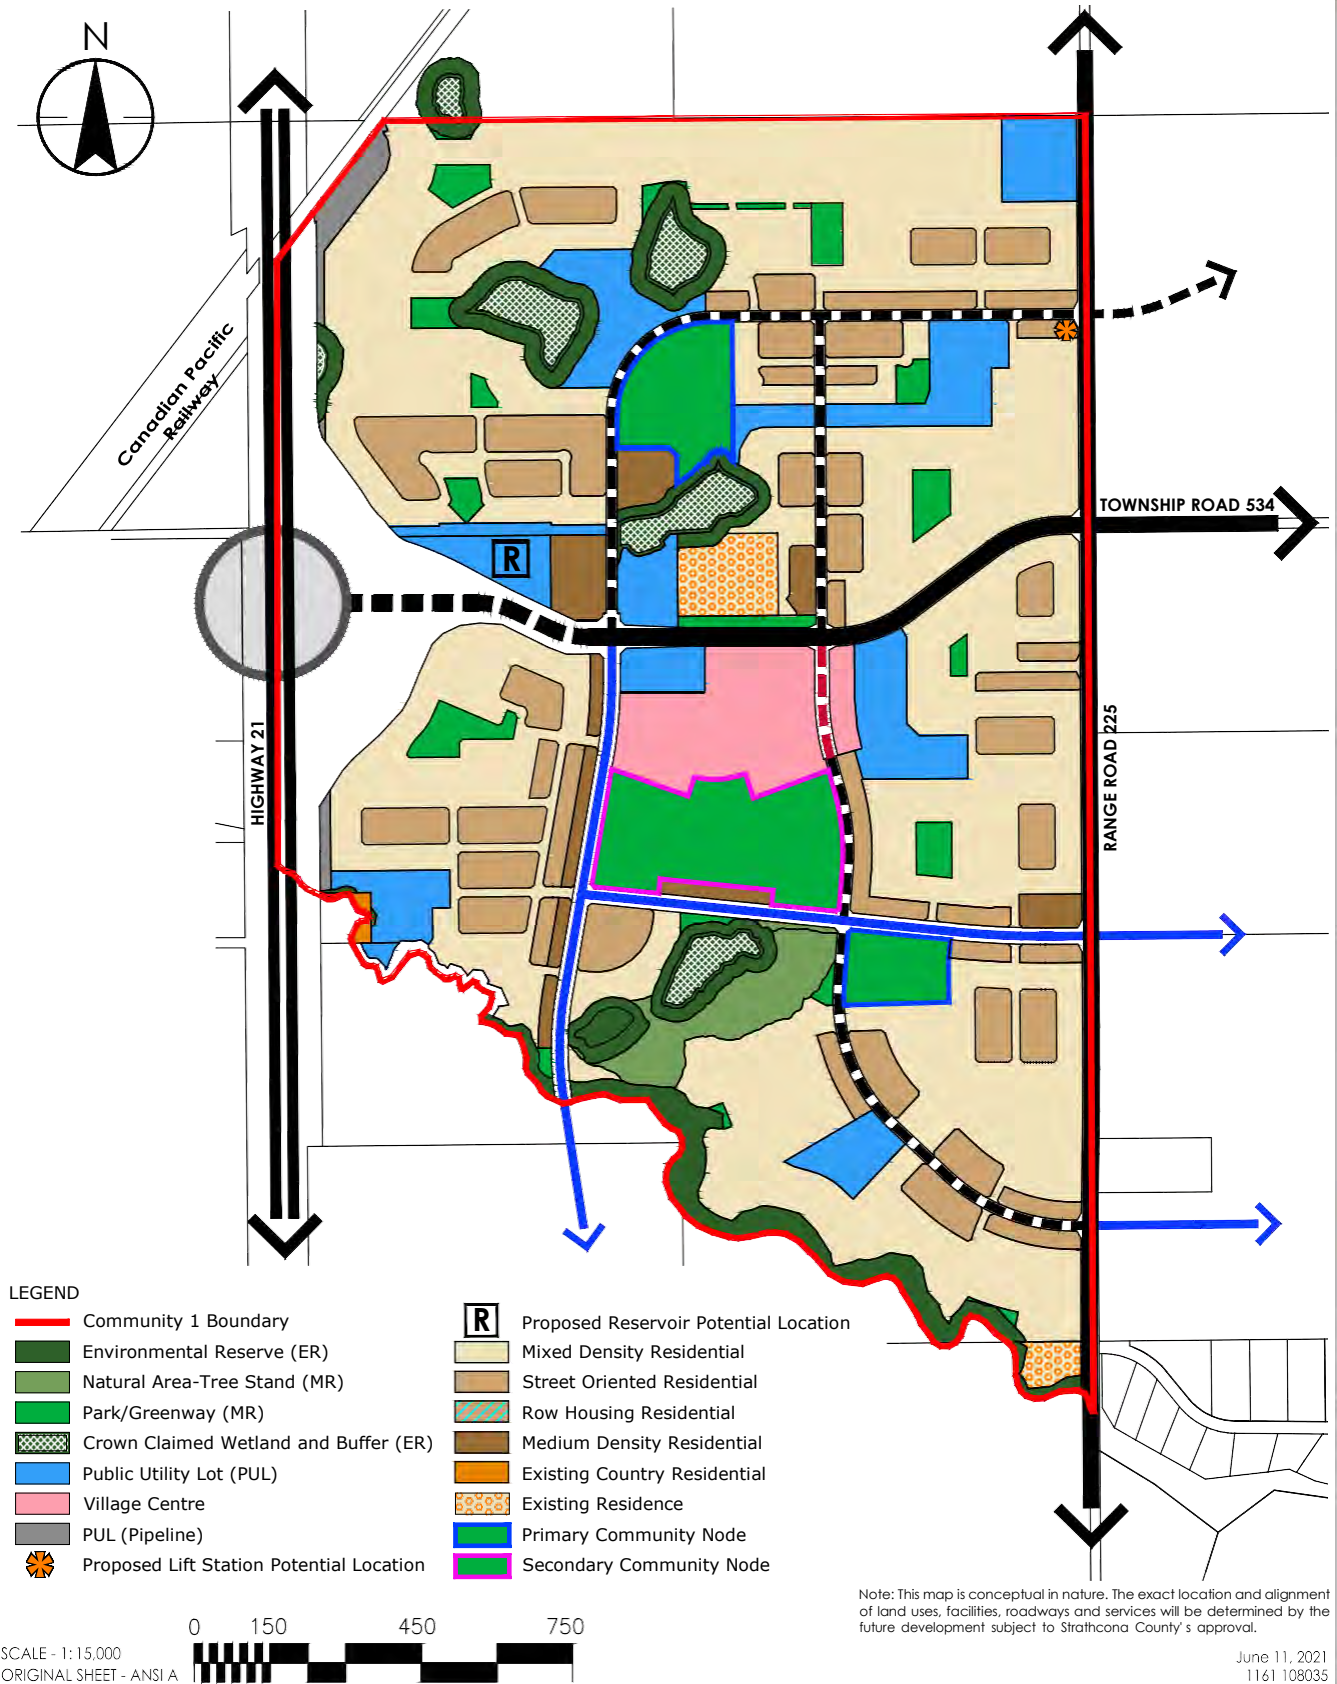 N
Canadian Pacific
Railway
R
TOWNSHIP ROAD 534
HIGHWAY 21
RANGE ROAD 225
LEGEND
Community 1 Boundary
Environmental Reserve (ER)
Natural Area-Tree Stand (MR)
Park/Greenway (MR)
Crown Claimed Wetland and Buffer (ER)
Public Utility Lot (PUL)
Village Centre
PUL (Pipeline)
Proposed Lift Station Potential Location
R Proposed Reservoir Potential Location
Mixed Density Residential
Street Oriented Residential
Row Housing Residential
Medium Density Residential
Existing Country Residential
Existing Residence
Primary Community Node
Secondary Community Node
Note: This map is conceptual in nature. The exact location and alignment
of land uses, facilities, roadways and services will be determined by the
future development subject to Strathcona County's approval.
0 150 450 750
SCALE - 1:15,000
ORIGINAL SHEET - ANSI A
June 11, 2021
1161 108035